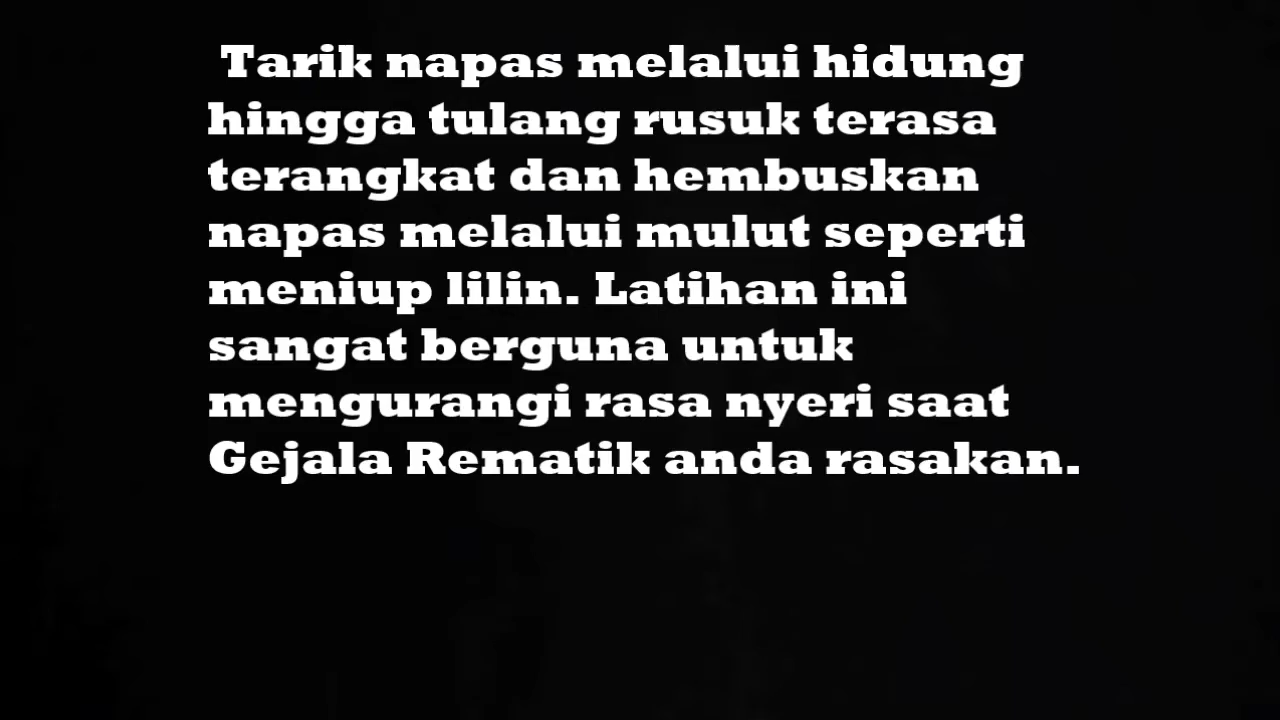 Tarik napas melalui hidung
hingga tulang rusuk terasa
terangkat dan hembuskan
napas melalui mulut seperti
meniup lilin. Latihan ini
sangat berguna untuk
mengurangi rasa nyeri saat
Gejala Rematik anda rasakan.